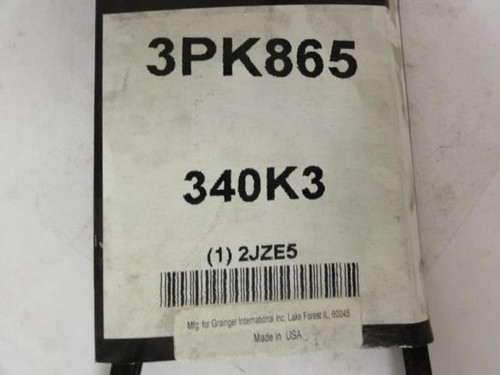 3PK865
340K3
(1) 2JZE5
Mfg. for Grainger International Inc. Lake Forest IL, 60045
Made in USA